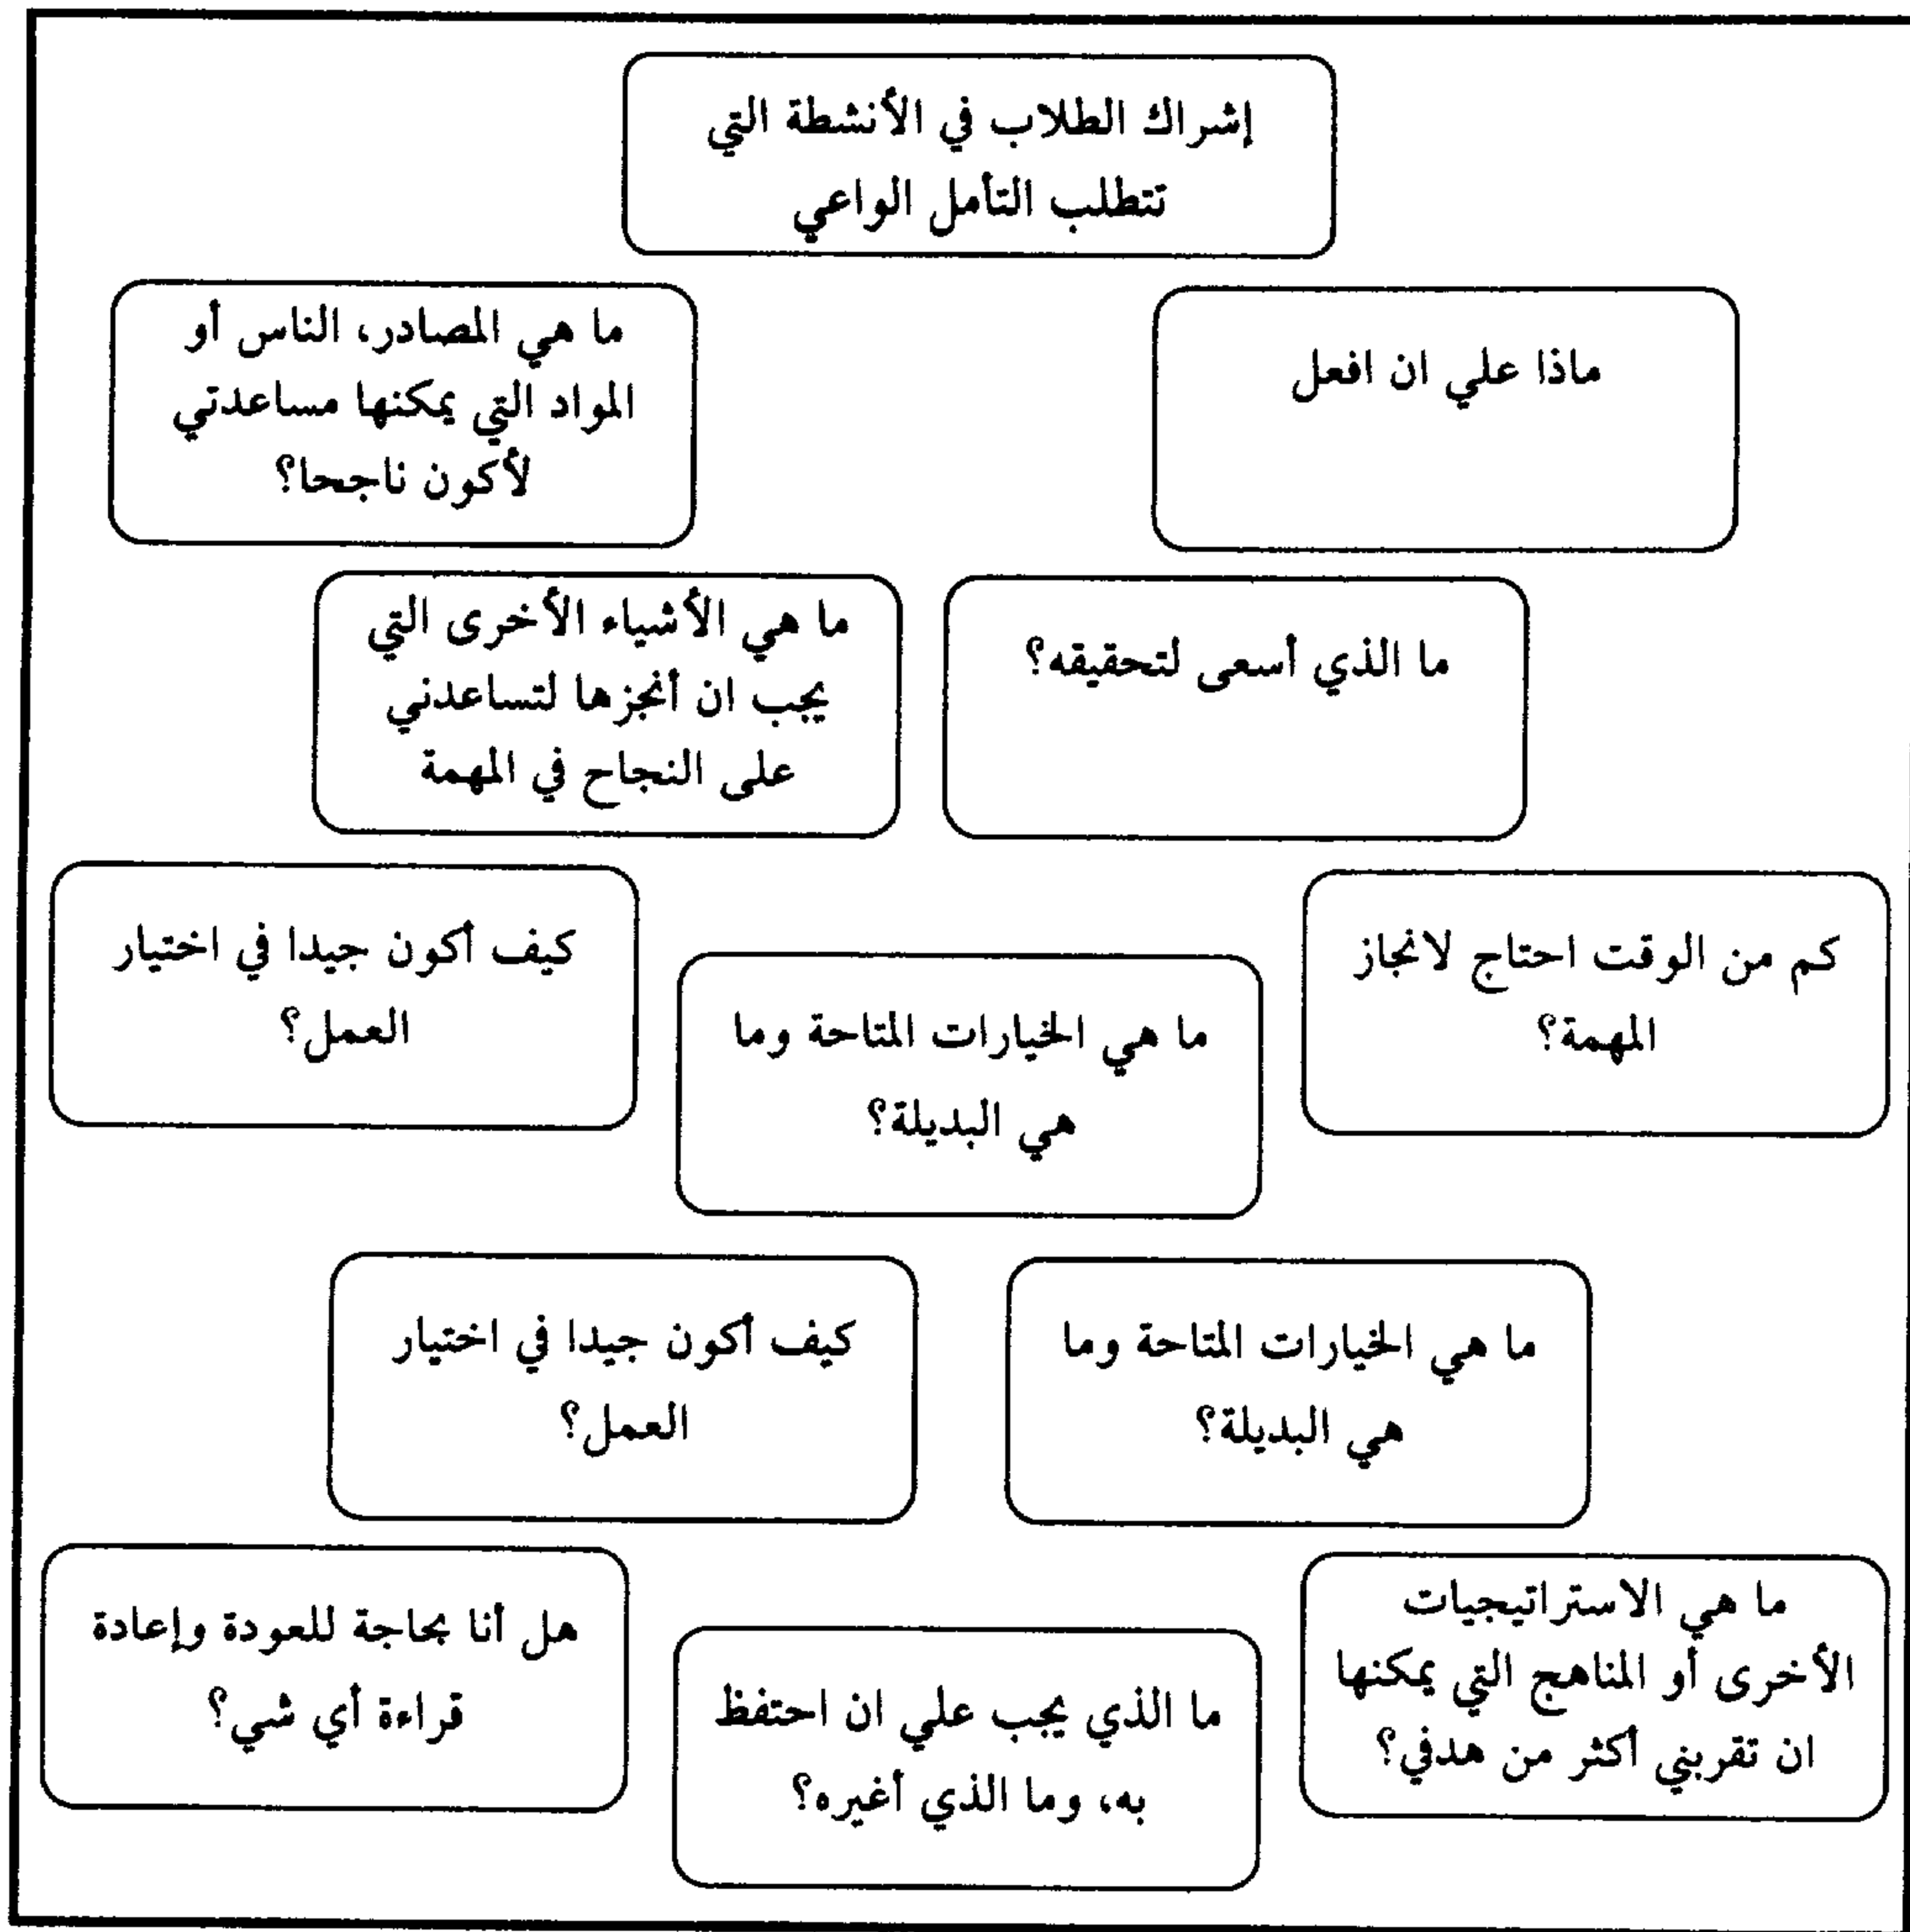 إشراك الطلاب في الأنشطة التي
تتطلب التأمل الواعي
ماذا علي ان افعل
ما هي المصادر، الناس أو
المواد التي يمكنها مساعدتي
لأكون ناجحا؟
ما الذي أسعى لتحقيقه؟
ما هي الأشياء الأخرى التي
يجب ان أنجزها لتساعدني
على النجاح في المهمة
كم من الوقت احتاج لانجاز
المهمة؟
ما هي الخيارات المتاحة وما
هي البديلة؟
كيف أكون جيدا في اختيار
العمل؟
ما هي الخيارات المتاحة وما
هي البديلة؟
كيف أكون جيدا في اختيار
العمل؟
ما هي الاستراتيجيات
الأخرى أو المناهج التي يمكنها
ان تقربني أكثر من هدفي؟
ما الذي يجب علي ان احتفظ
به، وما الذي أغيره؟
هل أنا بحاجة للعودة وإعادة
قراءة أي شي؟